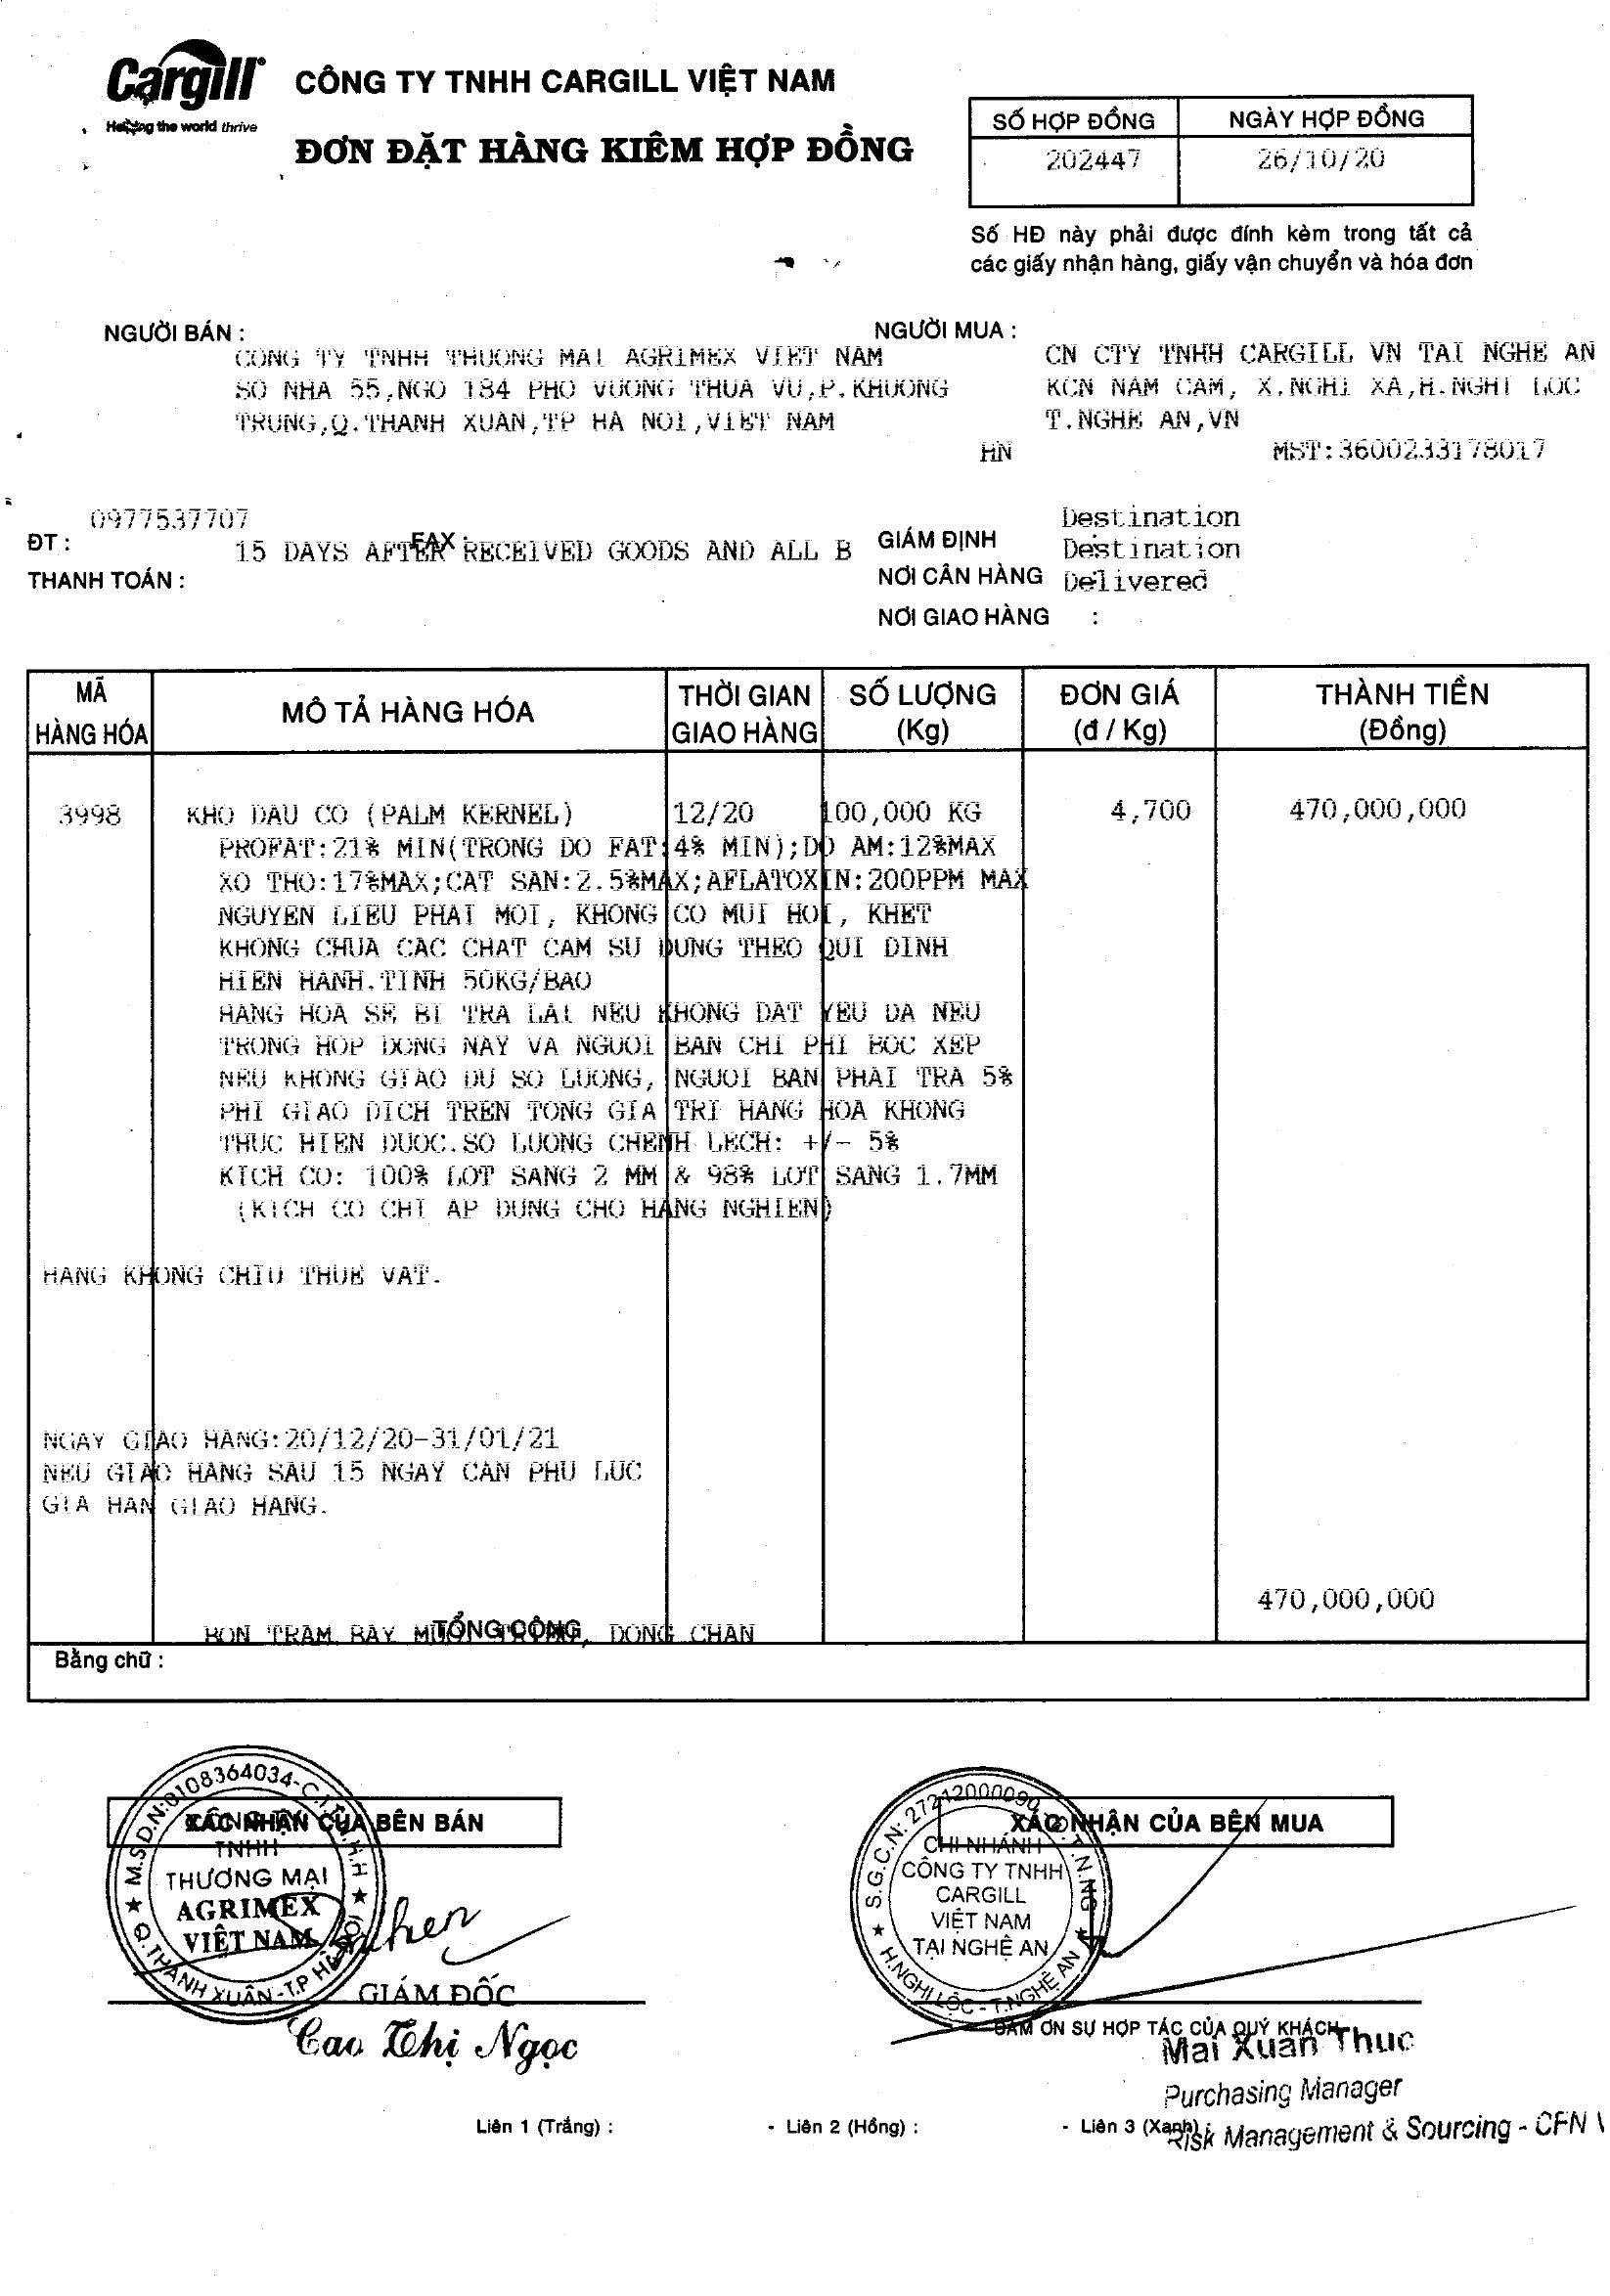 Cargill
Helping the world thrive
CÔNG TY TNHH CARGILL VIỆT NAM
ĐƠN ĐẶT HÀNG KIÊM HỢP ĐỒNG
SỐ HỢP ĐỒNG NGÀY HỢP ĐỒNG
202447 26/10/20
Số HĐ này phải được đính kèm trong tất cả
các giấy nhận hàng, giấy vận chuyển và hóa đơn
NGƯỜI BÁN :
CONG TY TNHH THUONG MAI AGRIMEX VIET NAM
SO NHA 55,NGO 184 PHO VUONG THUA VU,P.KHUONG
TRUNG,Q.THANH XUAN,TP HA NOI,VIET NAM
NGƯỜI MUA :
CN CTY TNHH CARGILL VN TAI NGHE AN
KCN NAM CAM, X.NGHI XA,H.NGHI LOC
T.NGHE AN,VN
HN MST:3600233178017
0977537707
ĐT : FAX :
15 DAYS AFTER RECEIVED GOODS AND ALL B
THANH TOÁN :
Destination
GIÁM ĐỊNH Destination
NƠI CÂN HÀNG Delivered
NƠI GIAO HÀNG :
MÃ HÀNG HÓA MÔ TẢ HÀNG HÓA THỜI GIAN GIAO HÀNG SỐ LƯỢNG (Kg) ĐƠN GIÁ (đ / Kg) THÀNH TIỀN (Đồng)
3998 KHO DAU CO (PALM KERNEL) 12/20 100,000 KG 4,700 470,000,000
PROFAT:21% MIN(TRONG DO FAT:4% MIN);DO AM:12%MAX
XO THO:17%MAX;CAT SAN:2.5%MAX;AFLATOXIN:200PPM MAX
NGUYEN LIEU PHAI MOI, KHONG CO MUI HOI, KHET
KHONG CHUA CAC CHAT CAM SU DUNG THEO QUI DINH
HIEN HANH.TINH 50KG/BAO
HANG HOA SE BI TRA LAI NEU KHONG DAT YEU DA NEU
TRONG HOP DONG NAY VA NGUOI BAN CHI PHI BOC XEP
NEU KHONG GIAO DU SO LUONG, NGUOI BAN PHAI TRA 5%
PHI GIAO DICH TREN TONG GIA TRI HANG HOA KHONG
THUC HIEN DUOC.SO LUONG CHENH LECH: +/- 5%
KICH CO: 100% LOT SANG 2 MM & 98% LOT SANG 1.7MM
(KICH CO CHI AP DUNG CHO HANG NGHIEN)
HANG KHONG CHIU THUE VAT.
NGAY GIAO HANG:20/12/20-31/01/21
NEU GIAO HANG SAU 15 NGAY CAN PHU LUC
GIA HAN GIAO HANG.
470,000,000
TỔNG CỘNG
BON TRAM BAY MUOI TRIEU, DONG CHAN
Bằng chữ :
XÁC NHẬN CỦA BÊN BÁN
M.S.D.N:0108364034-C.T.T.N.H.H
CÔNG TY
TNHH
THƯƠNG MẠI
AGRIMEX
VIỆT NAM
Q.THANH XUÂN-T.P HÀ NỘI
GIÁM ĐỐC
Cao Thị Ngọc
XÁC NHẬN CỦA BÊN MUA
CHI NHÁNH
CÔNG TY TNHH
CARGILL
VIỆT NAM
TẠI NGHỆ AN
H.NGHI LỘC - T.NGHỆ AN
CÁM ƠN SỰ HỢP TÁC CỦA QUÝ KHÁCH
Mai Xuan Thuc
Purchasing Manager
Risk Management & Sourcing - CFN V
Liên 1 (Trắng) : - Liên 2 (Hồng) : - Liên 3 (Xanh) :